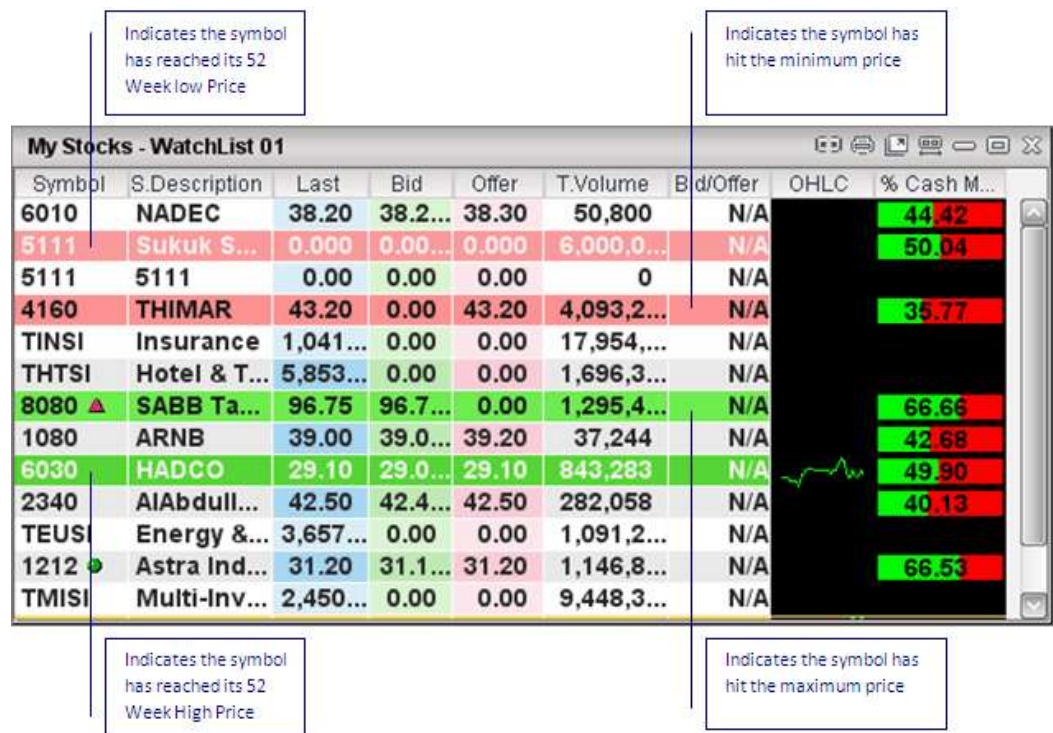 Indicates the symbol
has reached its 52
Week low Price
Indicates the symbol has
hit the minimum price
My Stocks - WatchList 01
Symbol S.Description Last Bid Offer T.Volume Bid/Offer OHLC % Cash M...
6010 NADEC 38.20 38.2... 38.30 50,800 N/A 44.42
5111 Sukuk S... 0.000 0.00... 0.000 6,000,0... N/A 50.04
5111 5111 0.00 0.00 0.00 0 N/A
4160 THIMAR 43.20 0.00 43.20 4,093,2... N/A 35.77
TINSI Insurance 1,041... 0.00 0.00 17,954,... N/A
THTSI Hotel & T... 5,853... 0.00 0.00 1,696,3... N/A
8080 SABB Ta... 96.75 96.7... 0.00 1,295,4... N/A 66.66
1080 ARNB 39.00 39.0... 39.20 37,244 N/A 42.68
6030 HADCO 29.10 29.0... 29.10 843,283 N/A 49.90
2340 AlAbdull... 42.50 42.4... 42.50 282,058 N/A 40.13
TEUSI Energy &... 3,657... 0.00 0.00 1,091,2... N/A
1212 Astra Ind... 31.20 31.1... 31.20 1,146,8... N/A 66.53
TMISI Multi-Inv... 2,450... 0.00 0.00 9,448,3... N/A
Indicates the symbol
has reached its 52
Week High Price
Indicates the symbol has
hit the maximum price